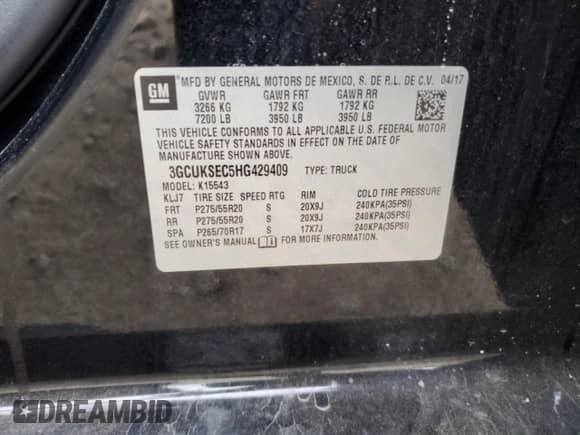 GM
MFD BY GENERAL MOTORS DE MEXICO, S. DE R.L. DE C.V. 04/17
GVWR GAWR FRT GAWR RR
3266 KG 1792 KG 1792 KG
7200 LB 3950 LB 3950 LB
THIS VEHICLE CONFORMS TO ALL APPLICABLE U.S. FEDERAL MOTOR
VEHICLE SAFETY STANDARDS IN EFFECT ON THE DATE OF
MANUFACTURE SHOWN ABOVE.
3GCUKSEC5HG429409 TYPE: TRUCK
MODEL: K15543
KLJ7 TIRE SIZE SPEED RTG RIM COLD TIRE PRESSURE
FRT P275/55R20 S 20X9J 240KPA(35PSI)
RR P275/55R20 S 20X9J 240KPA(35PSI)
SPA P265/70R17 S 17X7J 240KPA(35PSI)
SEE OWNER'S MANUAL FOR MORE INFORMATION.
DREAMBID